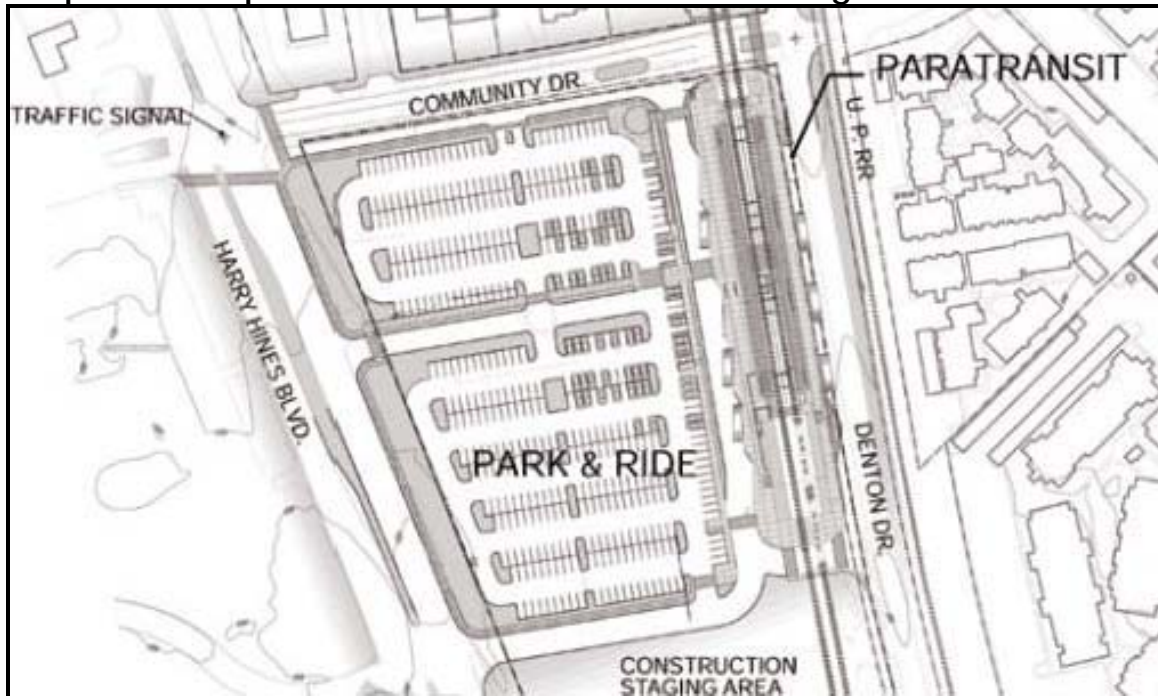 PARATRANSIT
COMMUNITY DR.
TRAFFIC SIGNAL
U. P. RR
HARRY HINES BLVD.
PARK & RIDE
DENTON DR.
CONSTRUCTION
STAGING AREA